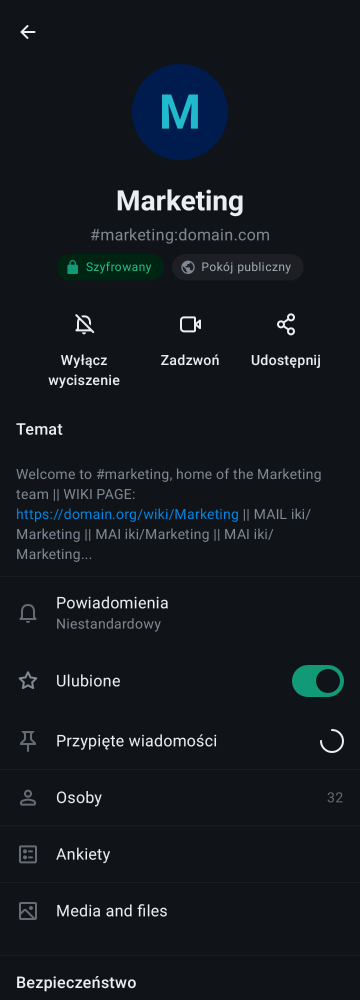 M
Marketing
#marketing:domain.com
Szyfrowany
Pokój publiczny
Wyłącz
wyciszenie
Zadzwoń
Udostępnij
Temat
Welcome to #marketing, home of the Marketing
team || WIKI PAGE:
https://domain.org/wiki/Marketing || MAIL iki/
Marketing || MAI iki/Marketing || MAI iki/
Marketing...
Powiadomienia
Niestandardowy
Ulubione
Przypięte wiadomości
Osoby 32
Ankiety
Media and files
Bezpieczeństwo